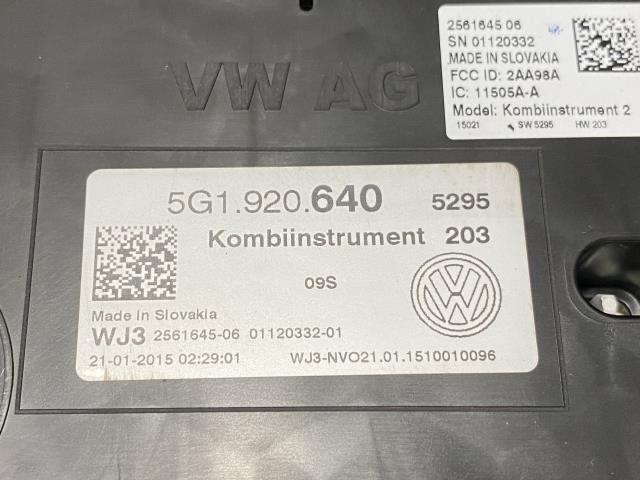 VW AG
2561645 06
SN 01120332
MADE IN SLOVAKIA
FCC ID: 2AA98A
IC: 11505A-A
Model: Kombiinstrument 2
15021 SW 5295 HW 203
5G1.920.640 5295
Kombiinstrument 203
09S
Made in Slovakia
WJ3 2561645-06 01120332-01
21-01-2015 02:29:01 WJ3-NVO21.01.1510010096